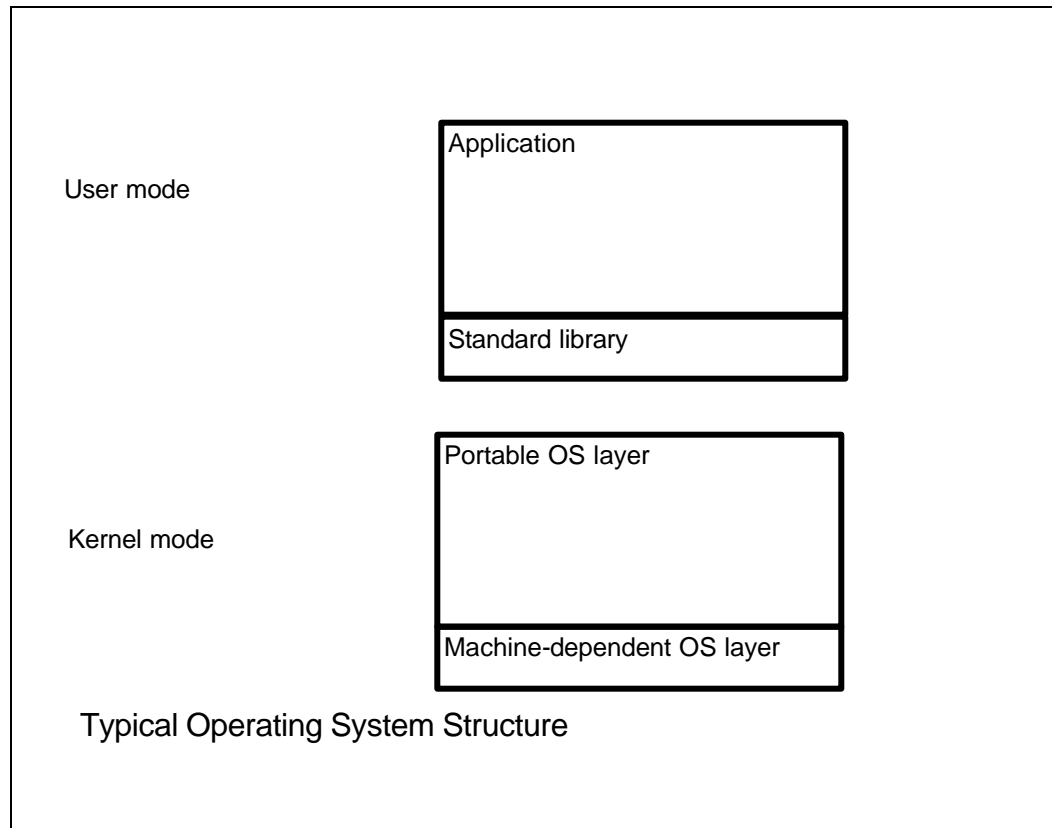 Application
User mode
Standard library
Portable OS layer
Kernel mode
Machine-dependent OS layer
Typical Operating System Structure